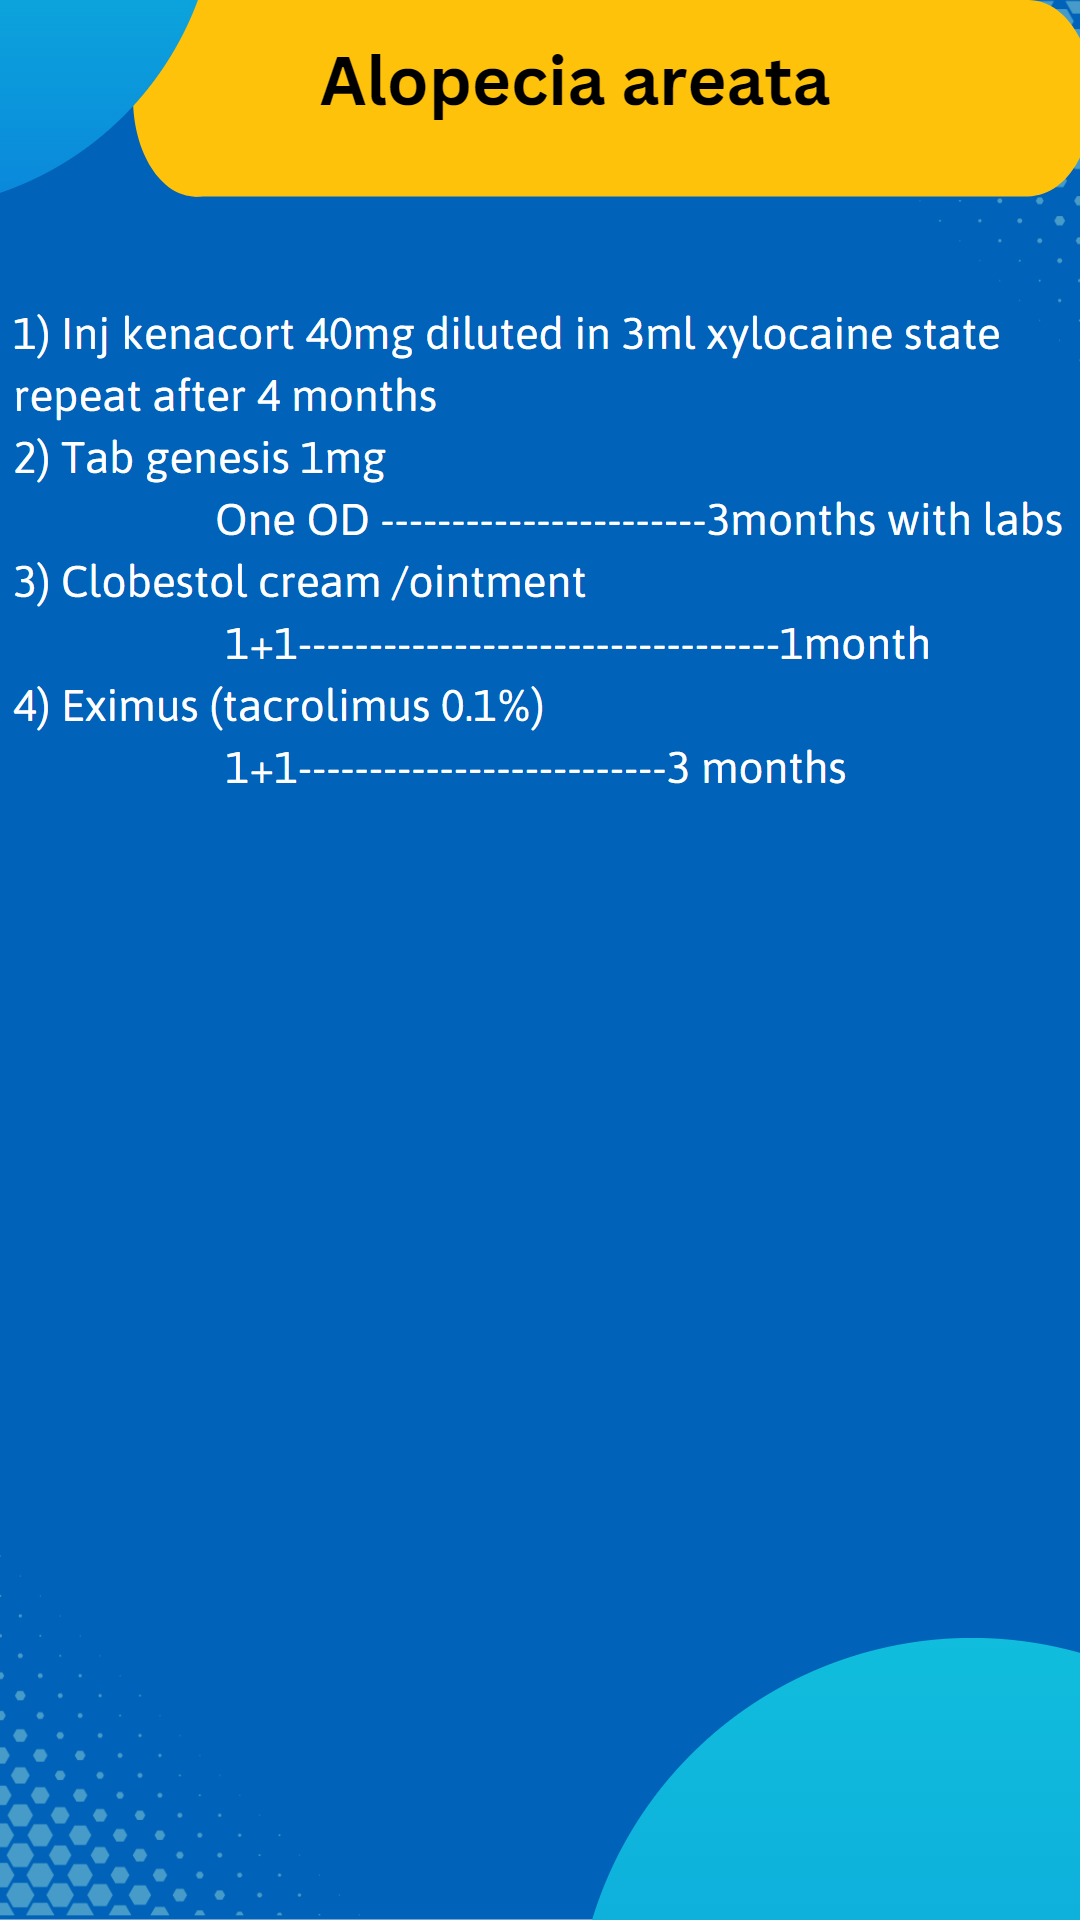 Alopecia areata
1) Inj kenacort 40mg diluted in 3ml xylocaine state
repeat after 4 months
2) Tab genesis 1mg
One OD -----------------------3months with labs
3) Clobestol cream /ointment
1+1----------------------------------1month
4) Eximus (tacrolimus 0.1%)
1+1--------------------------3 months